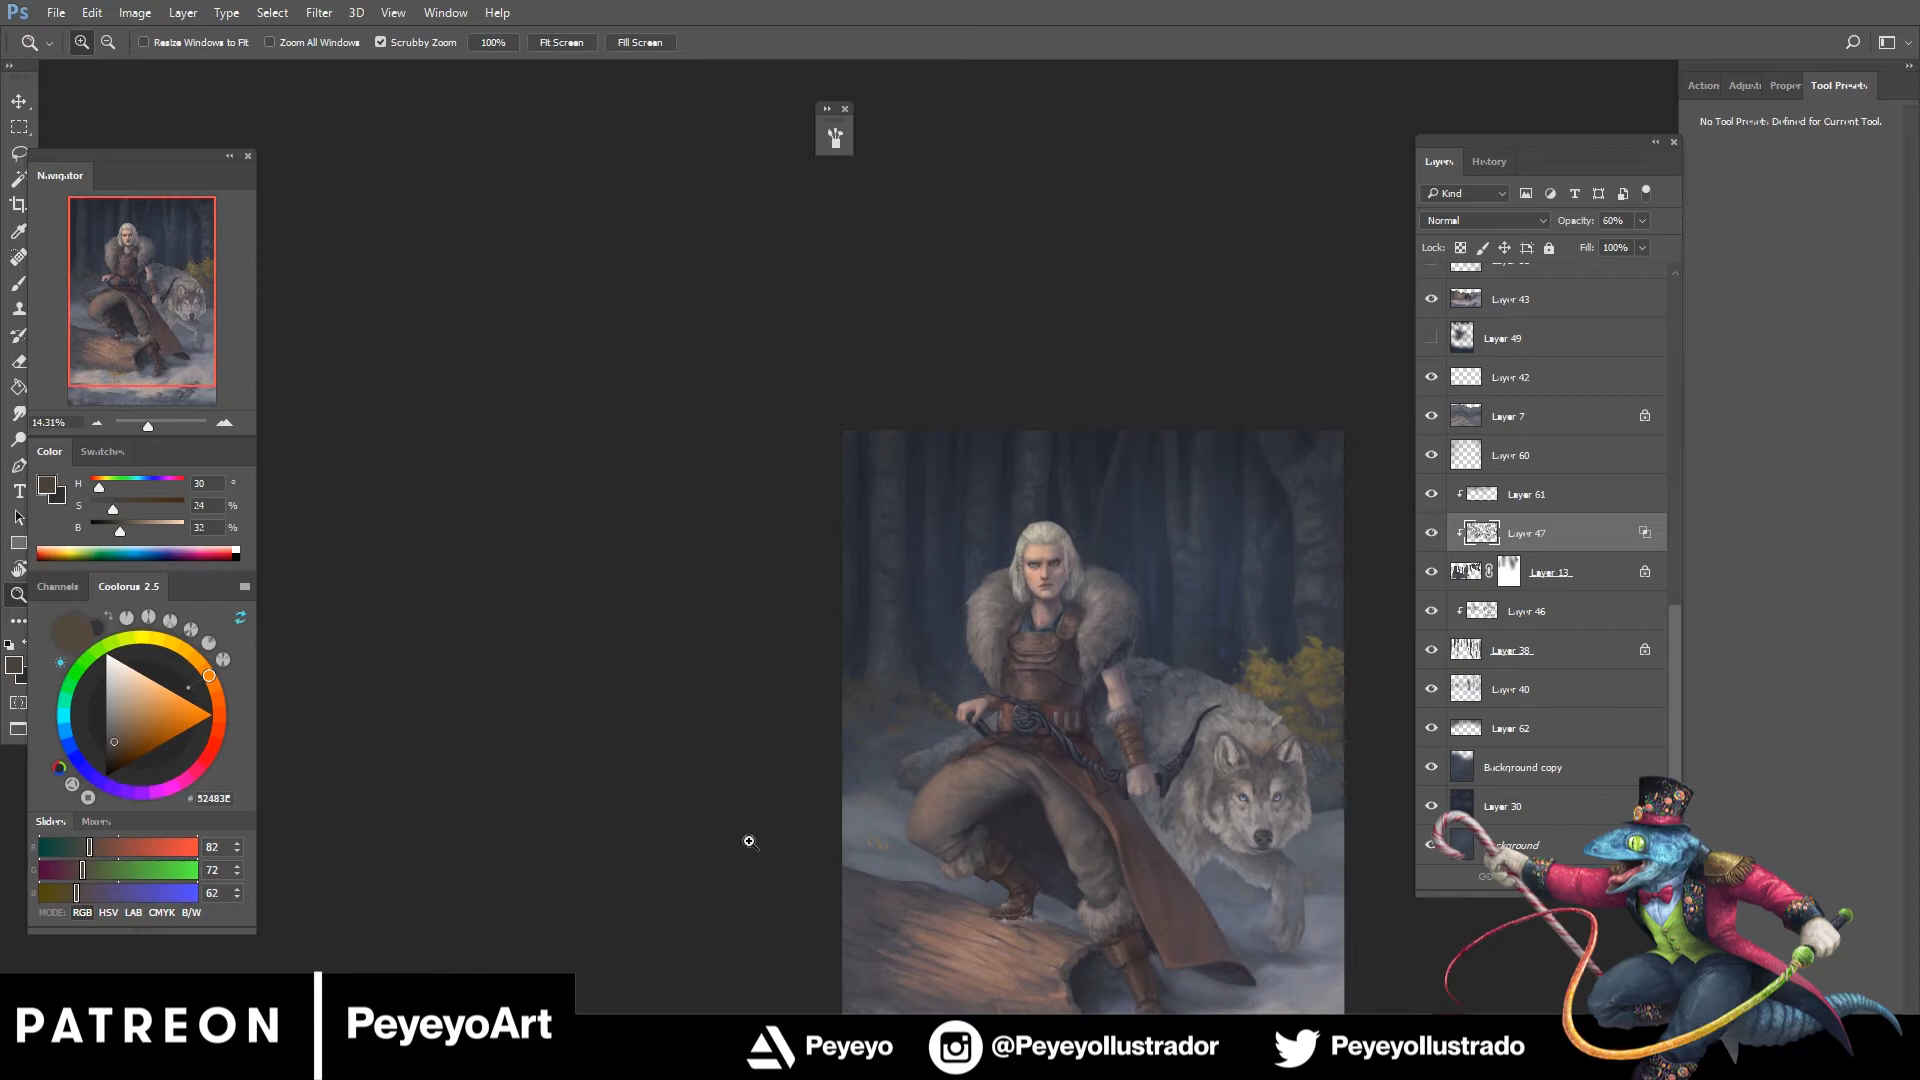 Ps File Edit Image Layer Type Select Filter 3D View Window Help
Resize Windows to Fit Zoom All Windows Scrubby Zoom 100% Fit Screen Fill Screen
Action Adjustı Proper Tool Presets
No Tool Presets Defined for Current Tool.
Navigator
14.31%
Color Swatches
H 30 °
S 24 %
B 32 %
Channels Coolorus 2.5
# 52483E
Sliders Mixers
R 82
G 72
B 62
MODE: RGB HSV LAB CMYK B/W
Layers History
Kind
Normal Opacity: 60%
Lock: Fill: 100%
Layer 43
Layer 49
Layer 42
Layer 7
Layer 60
Layer 61
Layer 47
Layer 13
Layer 46
Layer 38
Layer 40
Layer 62
Background copy
Layer 30
PATREON PeyeyoArt
Peyeyo @PeyeyoIlustrador PeyeyoIlustrado